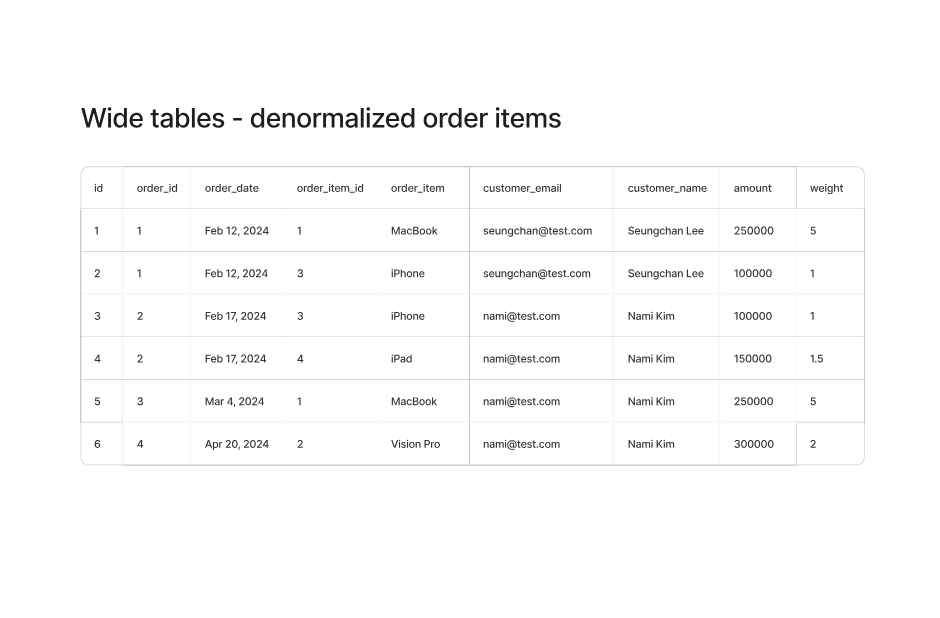 Wide tables - denormalized order items
id order_id order_date order_item_id order_item customer_email customer_name amount weight
1 1 Feb 12, 2024 1 MacBook seungchan@test.com Seungchan Lee 250000 5
2 1 Feb 12, 2024 3 iPhone seungchan@test.com Seungchan Lee 100000 1
3 2 Feb 17, 2024 3 iPhone nami@test.com Nami Kim 100000 1
4 2 Feb 17, 2024 4 iPad nami@test.com Nami Kim 150000 1.5
5 3 Mar 4, 2024 1 MacBook nami@test.com Nami Kim 250000 5
6 4 Apr 20, 2024 2 Vision Pro nami@test.com Nami Kim 300000 2